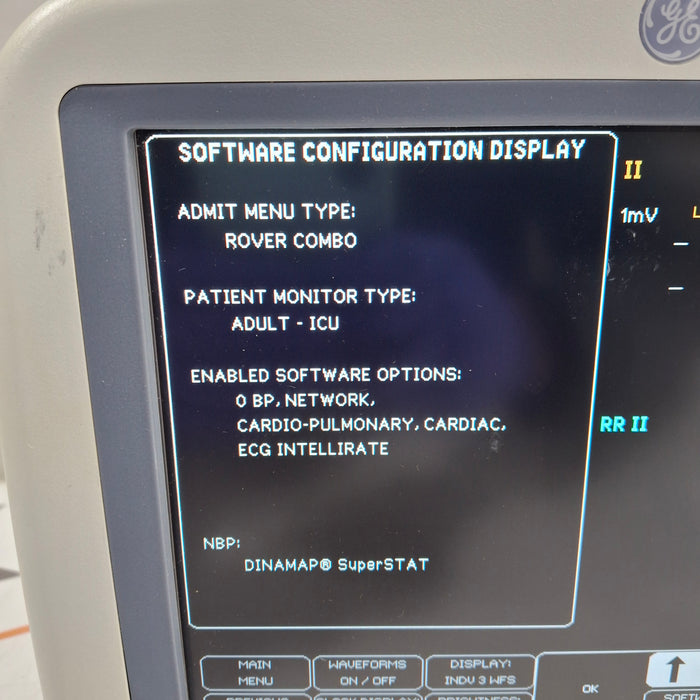 SOFTWARE CONFIGURATION DISPLAY
ADMIT MENU TYPE:
ROVER COMBO
PATIENT MONITOR TYPE:
ADULT - ICU
ENABLED SOFTWARE OPTIONS:
0 BP, NETWORK,
CARDIO-PULMONARY, CARDIAC,
ECG INTELLIRATE
NBP:
DINAMAP® SuperSTAT
GE
II
1mV
RR II
MAIN
MENU
WAVEFORMS
ON / OFF
DISPLAY:
INDV 3 WFS
OK